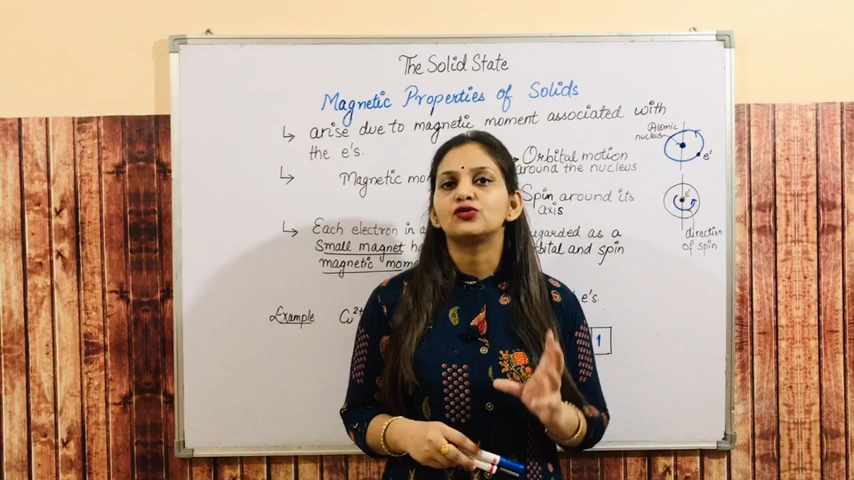 The Solid State
Magnetic Properties of Solids
↳ arise due to magnetic moment associated with
the e's.
↳ Magnetic mo
→ Orbital motion
around the nucleus
Spin around its
axis
↳ Each electron in a
garded as a
Small magnet ha
bital and spin
magnetic mom
e's.
Example Cu²⁺
1
Atomic
nucleus
e⁻
e⁻
direction
of spin